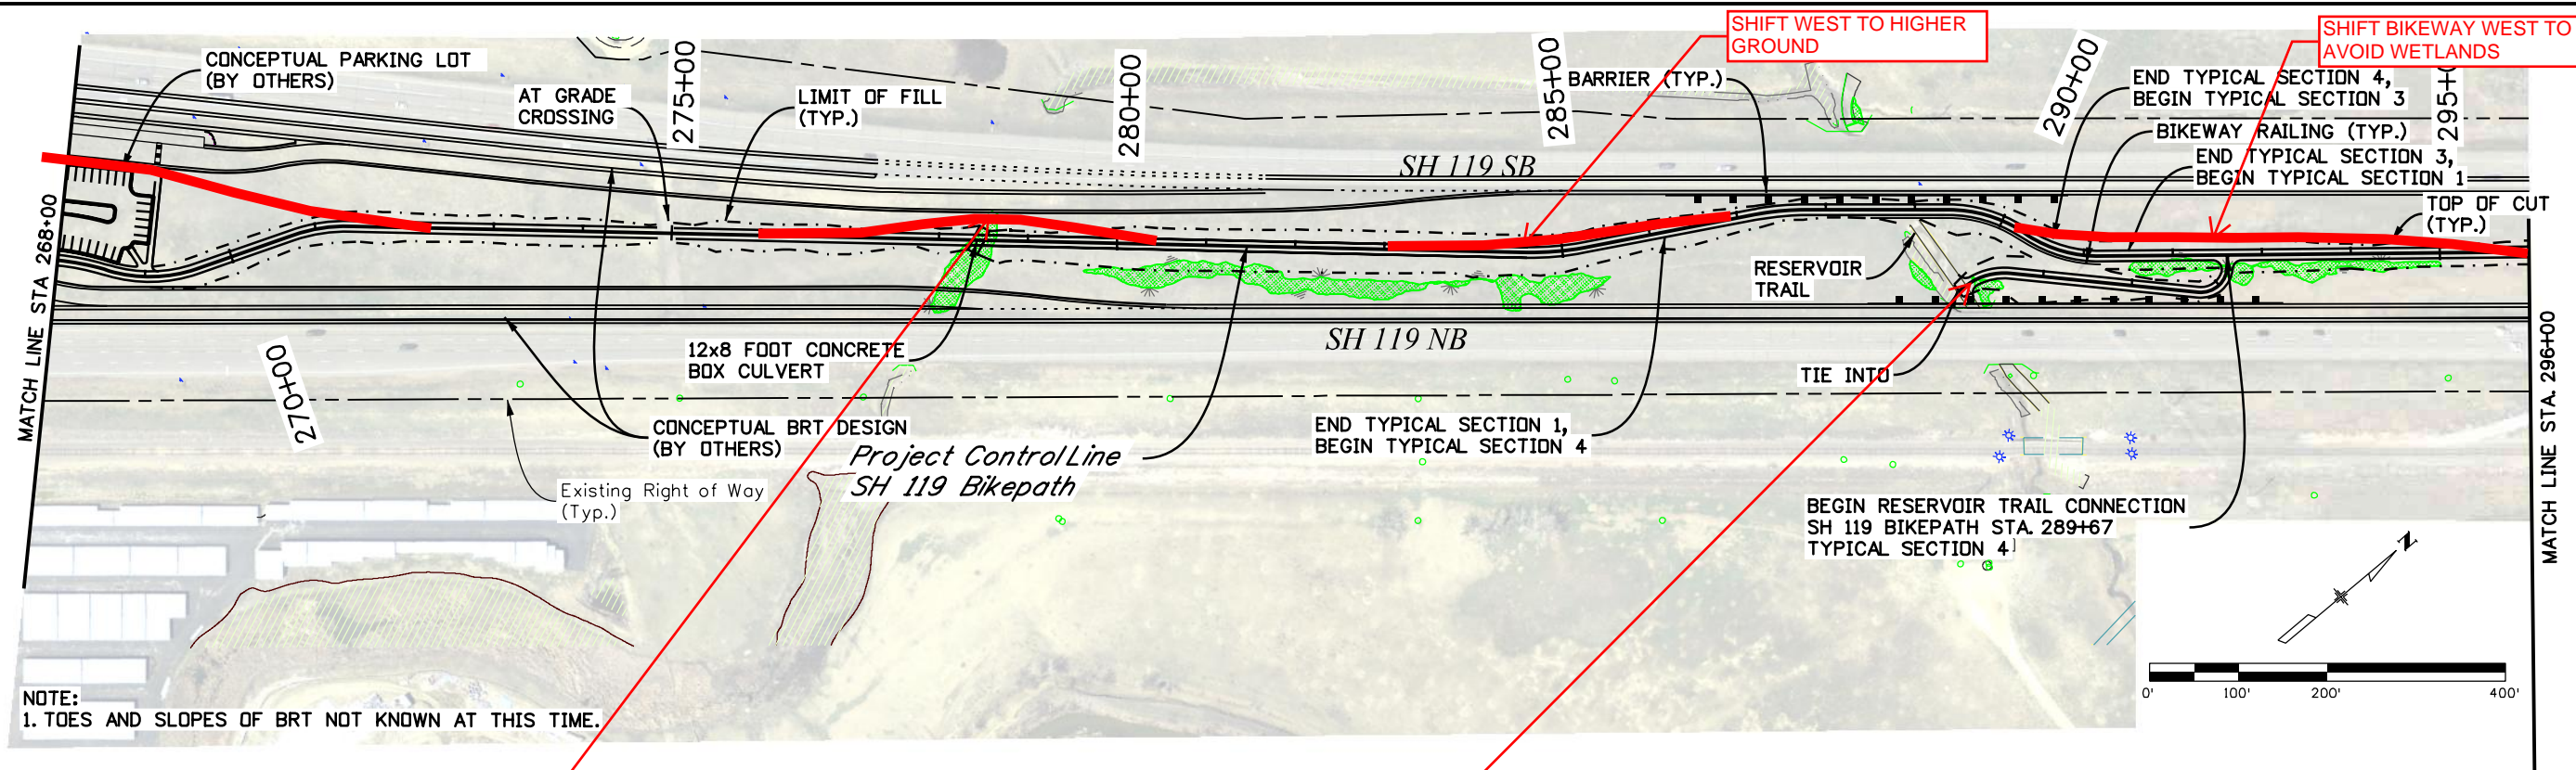 SHIFT WEST TO HIGHER
GROUND
SHIFT BIKEWAY WEST TO
AVOID WETLANDS
CONCEPTUAL PARKING LOT
(BY OTHERS)
AT GRADE
CROSSING
275+00
LIMIT OF FILL
(TYP.)
280+00
285+00
BARRIER (TYP.)
290+00
END TYPICAL SECTION 4,
BEGIN TYPICAL SECTION 3
295+0
BIKEWAY RAILING (TYP.)
END TYPICAL SECTION 3,
BEGIN TYPICAL SECTION 1
SH 119 SB
TOP OF CUT
(TYP.)
MATCH LINE STA 268+00
RESERVOIR
TRAIL
270+00
12x8 FOOT CONCRETE
BOX CULVERT
SH 119 NB
TIE INTO
MATCH LINE STA. 296+00
CONCEPTUAL BRT DESIGN
(BY OTHERS)
Project Control Line
SH 119 Bikepath
END TYPICAL SECTION 1,
BEGIN TYPICAL SECTION 4
Existing Right of Way
(Typ.)
BEGIN RESERVOIR TRAIL CONNECTION
SH 119 BIKEPATH STA. 289+67
TYPICAL SECTION 4
N
NOTE:
1. TOES AND SLOPES OF BRT NOT KNOWN AT THIS TIME.
0' 100' 200' 400'